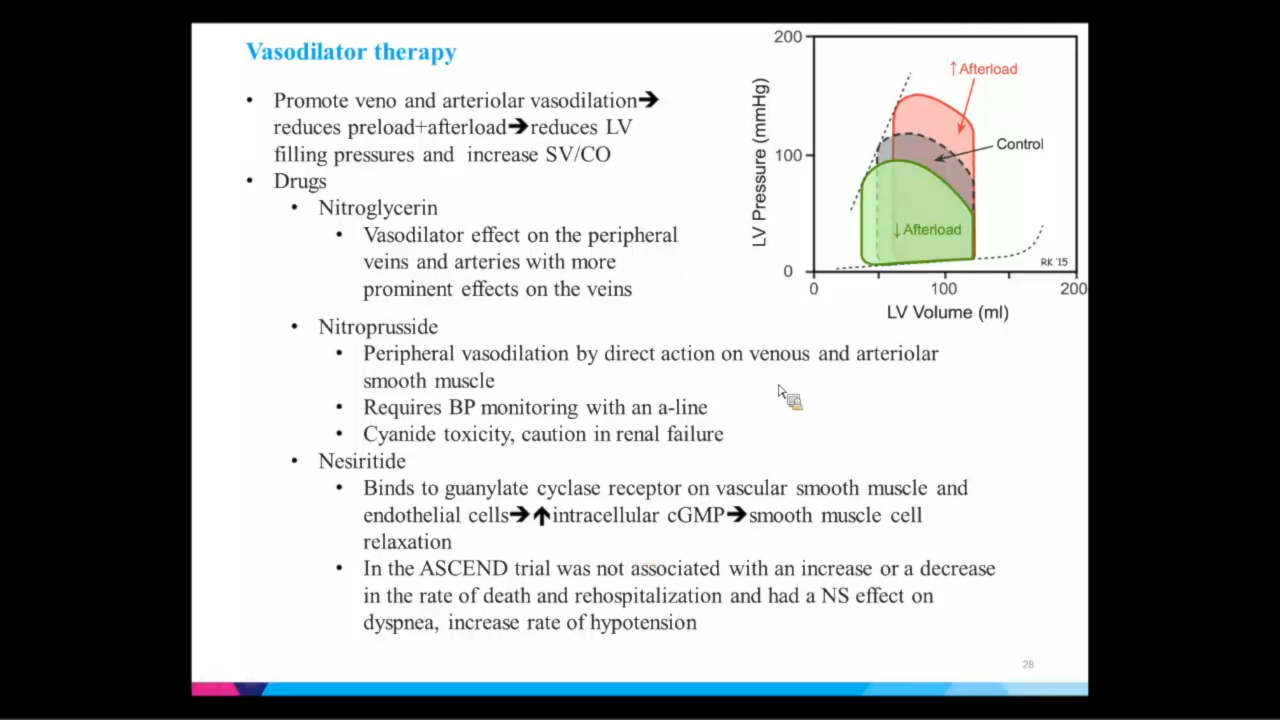 Vasodilator therapy
• Promote veno and arteriolar vasodilation➔
reduces preload+afterload➔reduces LV
filling pressures and increase SV/CO
• Drugs
• Nitroglycerin
• Vasodilator effect on the peripheral
veins and arteries with more
prominent effects on the veins
• Nitroprusside
• Peripheral vasodilation by direct action on venous and arteriolar
smooth muscle
• Requires BP monitoring with an a-line
• Cyanide toxicity, caution in renal failure
• Nesiritide
• Binds to guanylate cyclase receptor on vascular smooth muscle and
endothelial cells➔🡹intracellular cGMP➔smooth muscle cell
relaxation
• In the ASCEND trial was not associated with an increase or a decrease
in the rate of death and rehospitalization and had a NS effect on
dyspnea, increase rate of hypotension
200
100
0
LV Pressure (mmHg)
↑ Afterload
Control
↓ Afterload
RK '15
0
100
200
LV Volume (ml)
28